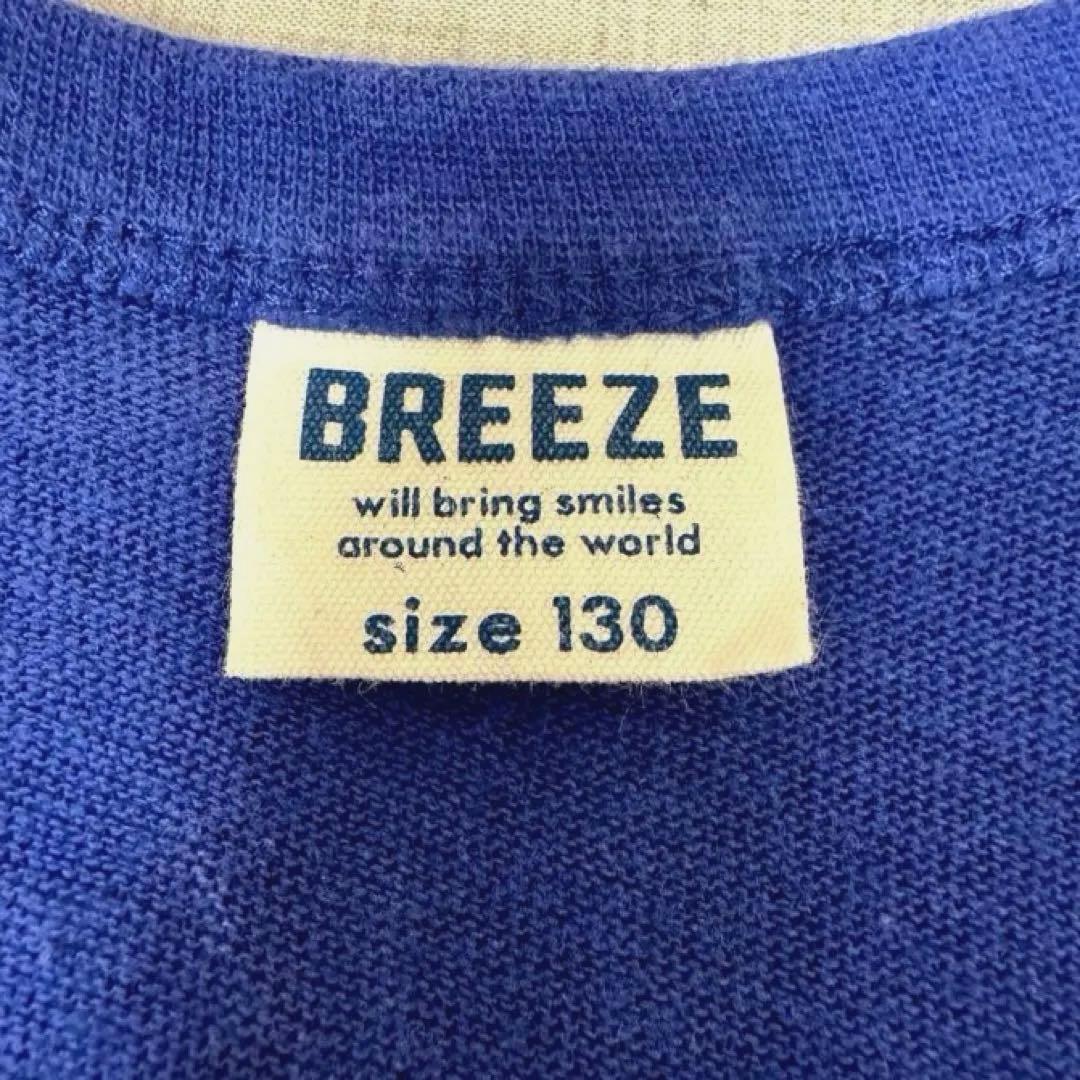 BREEZE
will bring smiles
around the world
size 130